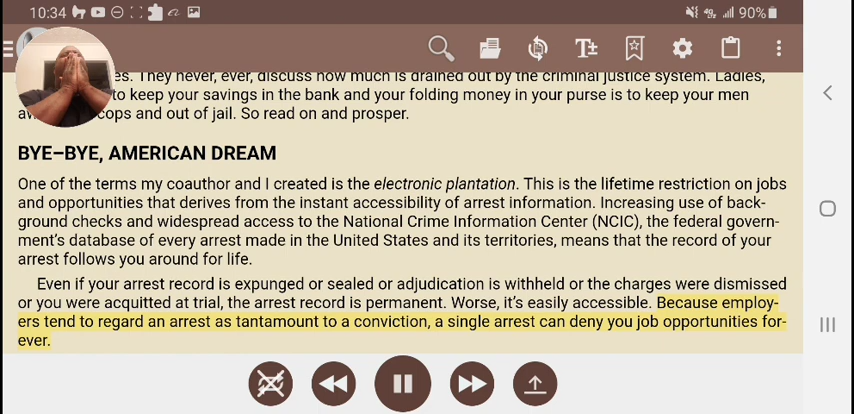 10:34
4G
90%
T±
es. They never, ever, discuss how much is drained out by the criminal justice system. Ladies,
to keep your savings in the bank and your folding money in your purse is to keep your men
cops and out of jail. So read on and prosper.
BYE–BYE, AMERICAN DREAM
One of the terms my coauthor and I created is the electronic plantation. This is the lifetime restriction on jobs
and opportunities that derives from the instant accessibility of arrest information. Increasing use of back-
ground checks and widespread access to the National Crime Information Center (NCIC), the federal govern-
ment's database of every arrest made in the United States and its territories, means that the record of your
arrest follows you around for life.
Even if your arrest record is expunged or sealed or adjudication is withheld or the charges were dismissed
or you were acquitted at trial, the arrest record is permanent. Worse, it's easily accessible. Because employ-
ers tend to regard an arrest as tantamount to a conviction, a single arrest can deny you job opportunities for-
ever.